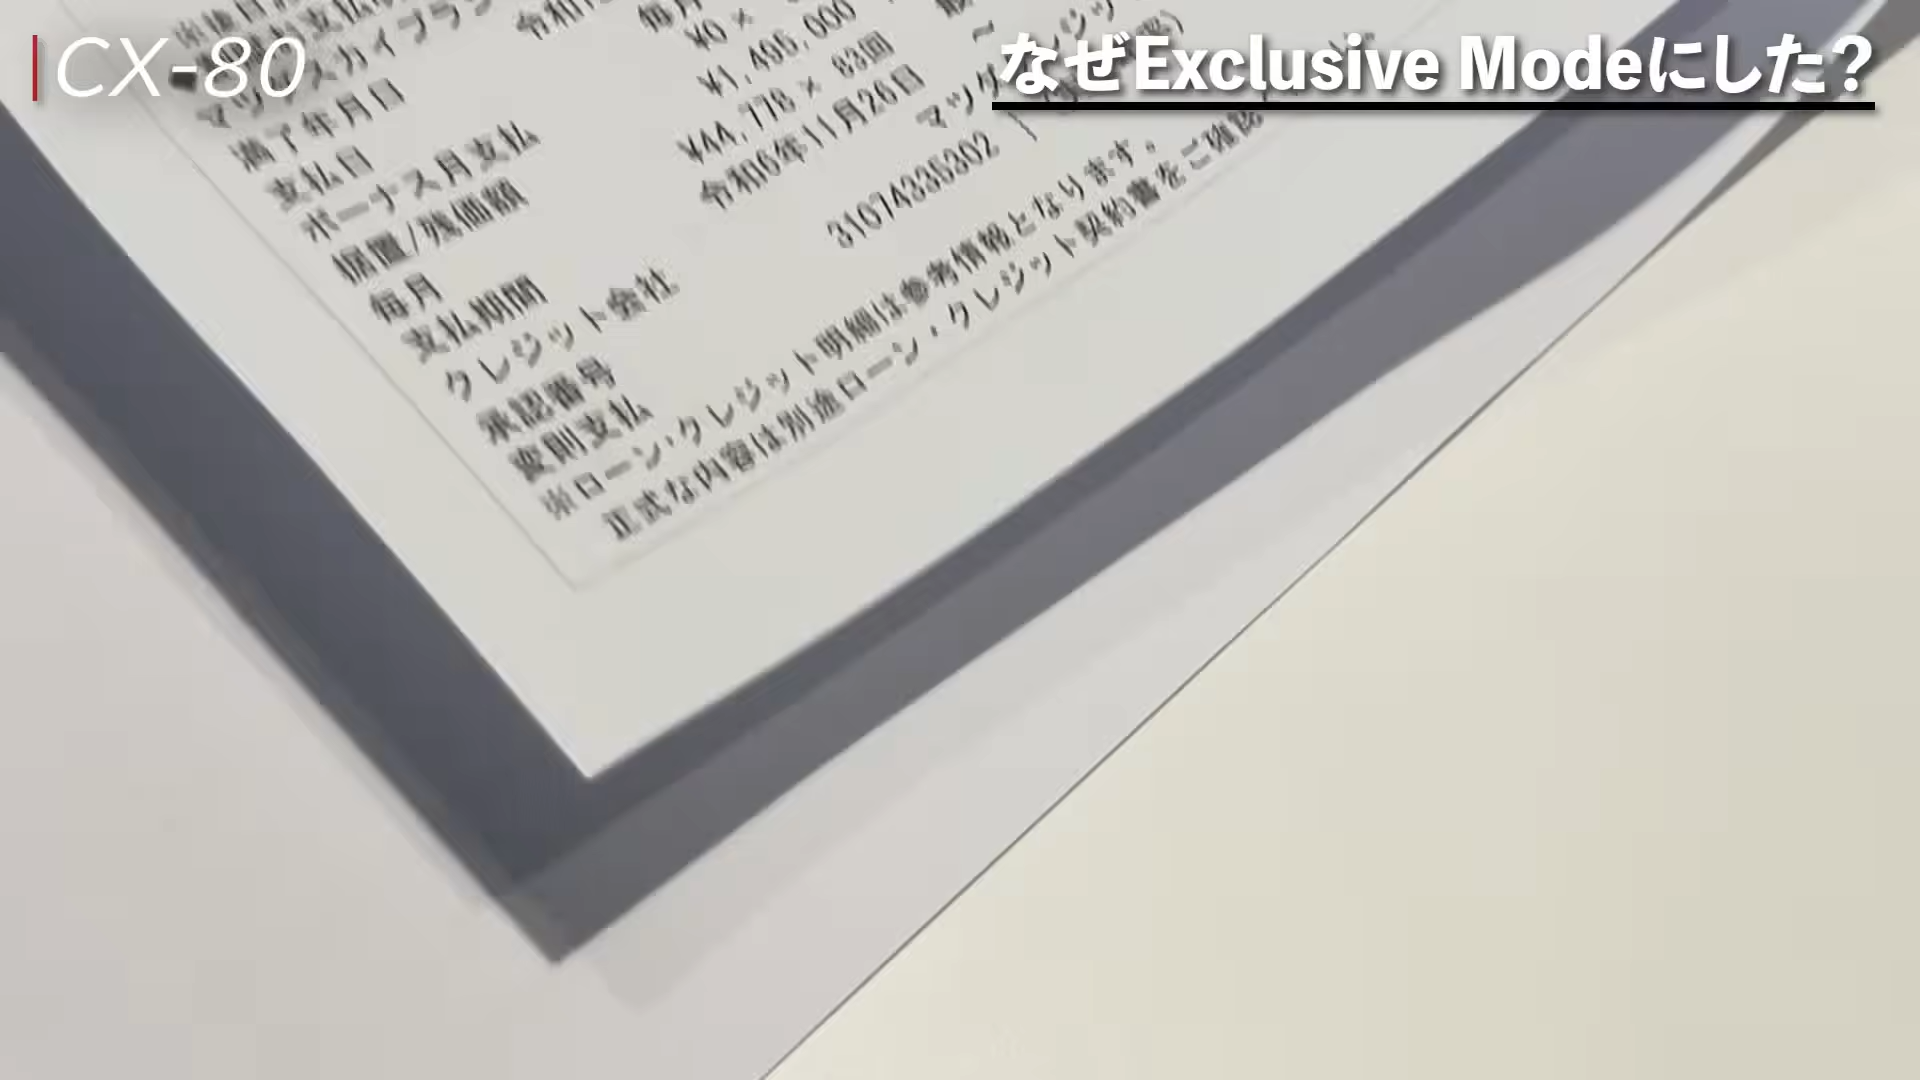 CX-80
なぜExclusive Modeにした?
満了年月日
支払日
ボーナス月支払
¥0 ×
据置/残価額
¥1,495,000
毎月
¥44,778 × 83回
支払期間
令和6年11月26日 ~
クレジット会社
承認番号
31074335302
変則支払
※ローン・クレジット明細は参考情報となります。
正式な内容は別途ローン・クレジット契約書をご確認